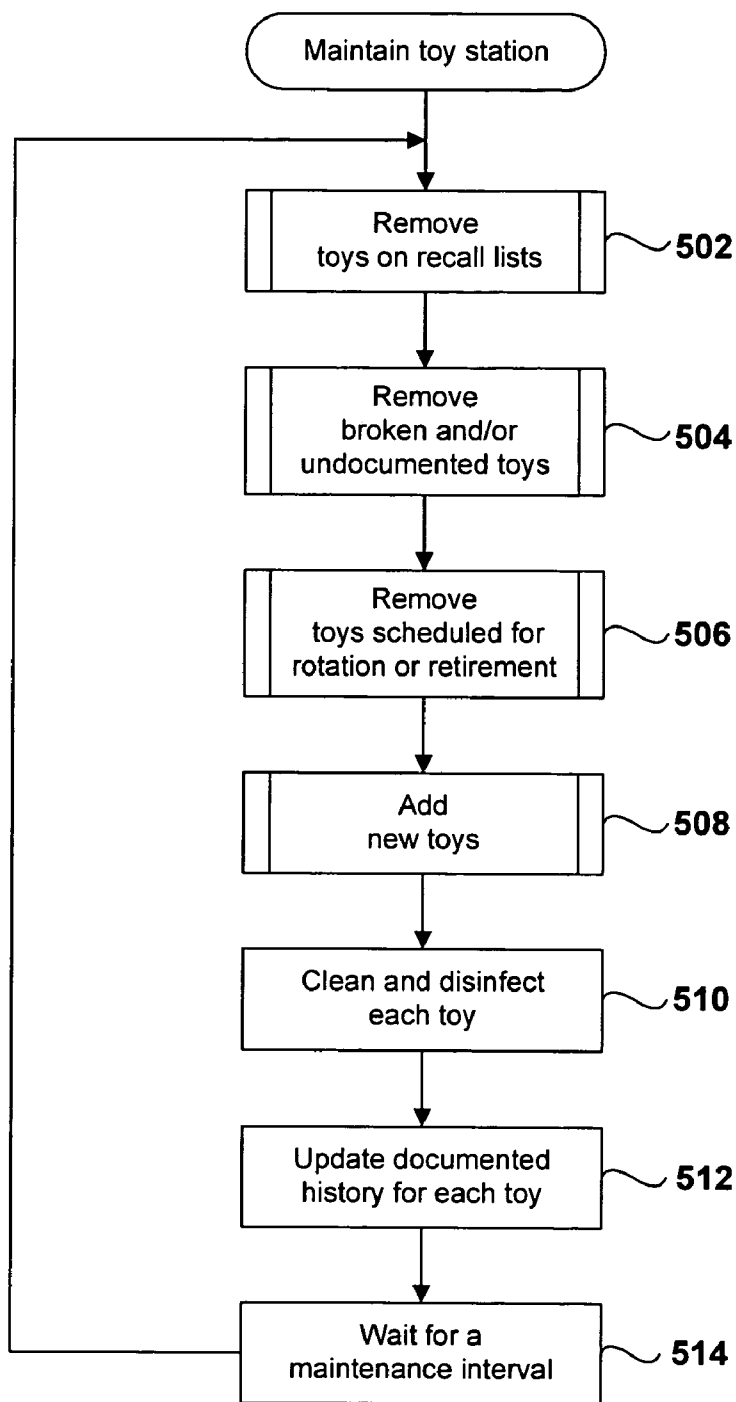 Maintain toy station
Remove
toys on recall lists
502
Remove
broken and/or
undocumented toys
504
Remove
toys scheduled for
rotation or retirement
506
Add
new toys
508
Clean and disinfect
each toy
510
Update documented
history for each toy
512
Wait for a
maintenance interval
514